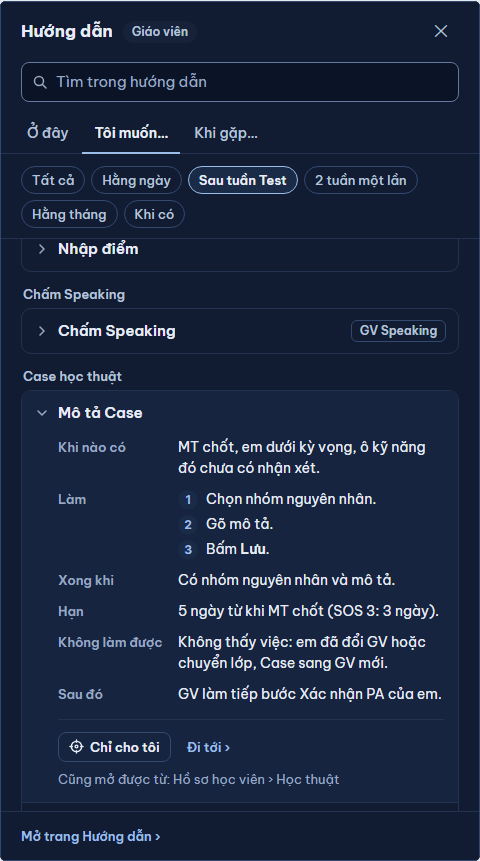 Hướng dẫn Giáo viên
Tìm trong hướng dẫn
Ở đây Tôi muốn... Khi gặp...
Tất cả Hằng ngày Sau tuần Test 2 tuần một lần
Hằng tháng Khi có
Nhập điểm
Chấm Speaking
Chấm Speaking GV Speaking
Case học thuật
Mô tả Case
Khi nào có MT chốt, em dưới kỳ vọng, ô kỹ năng
đó chưa có nhận xét.
Làm 1 Chọn nhóm nguyên nhân.
2 Gõ mô tả.
3 Bấm Lưu.
Xong khi Có nhóm nguyên nhân và mô tả.
Hạn 5 ngày từ khi MT chốt (SOS 3: 3 ngày).
Không làm được Không thấy việc: em đã đổi GV hoặc
chuyển lớp, Case sang GV mới.
Sau đó GV làm tiếp bước Xác nhận PA của em.
Chỉ cho tôi Đi tới ›
Cũng mở được từ: Hồ sơ học viên › Học thuật
Mở trang Hướng dẫn ›